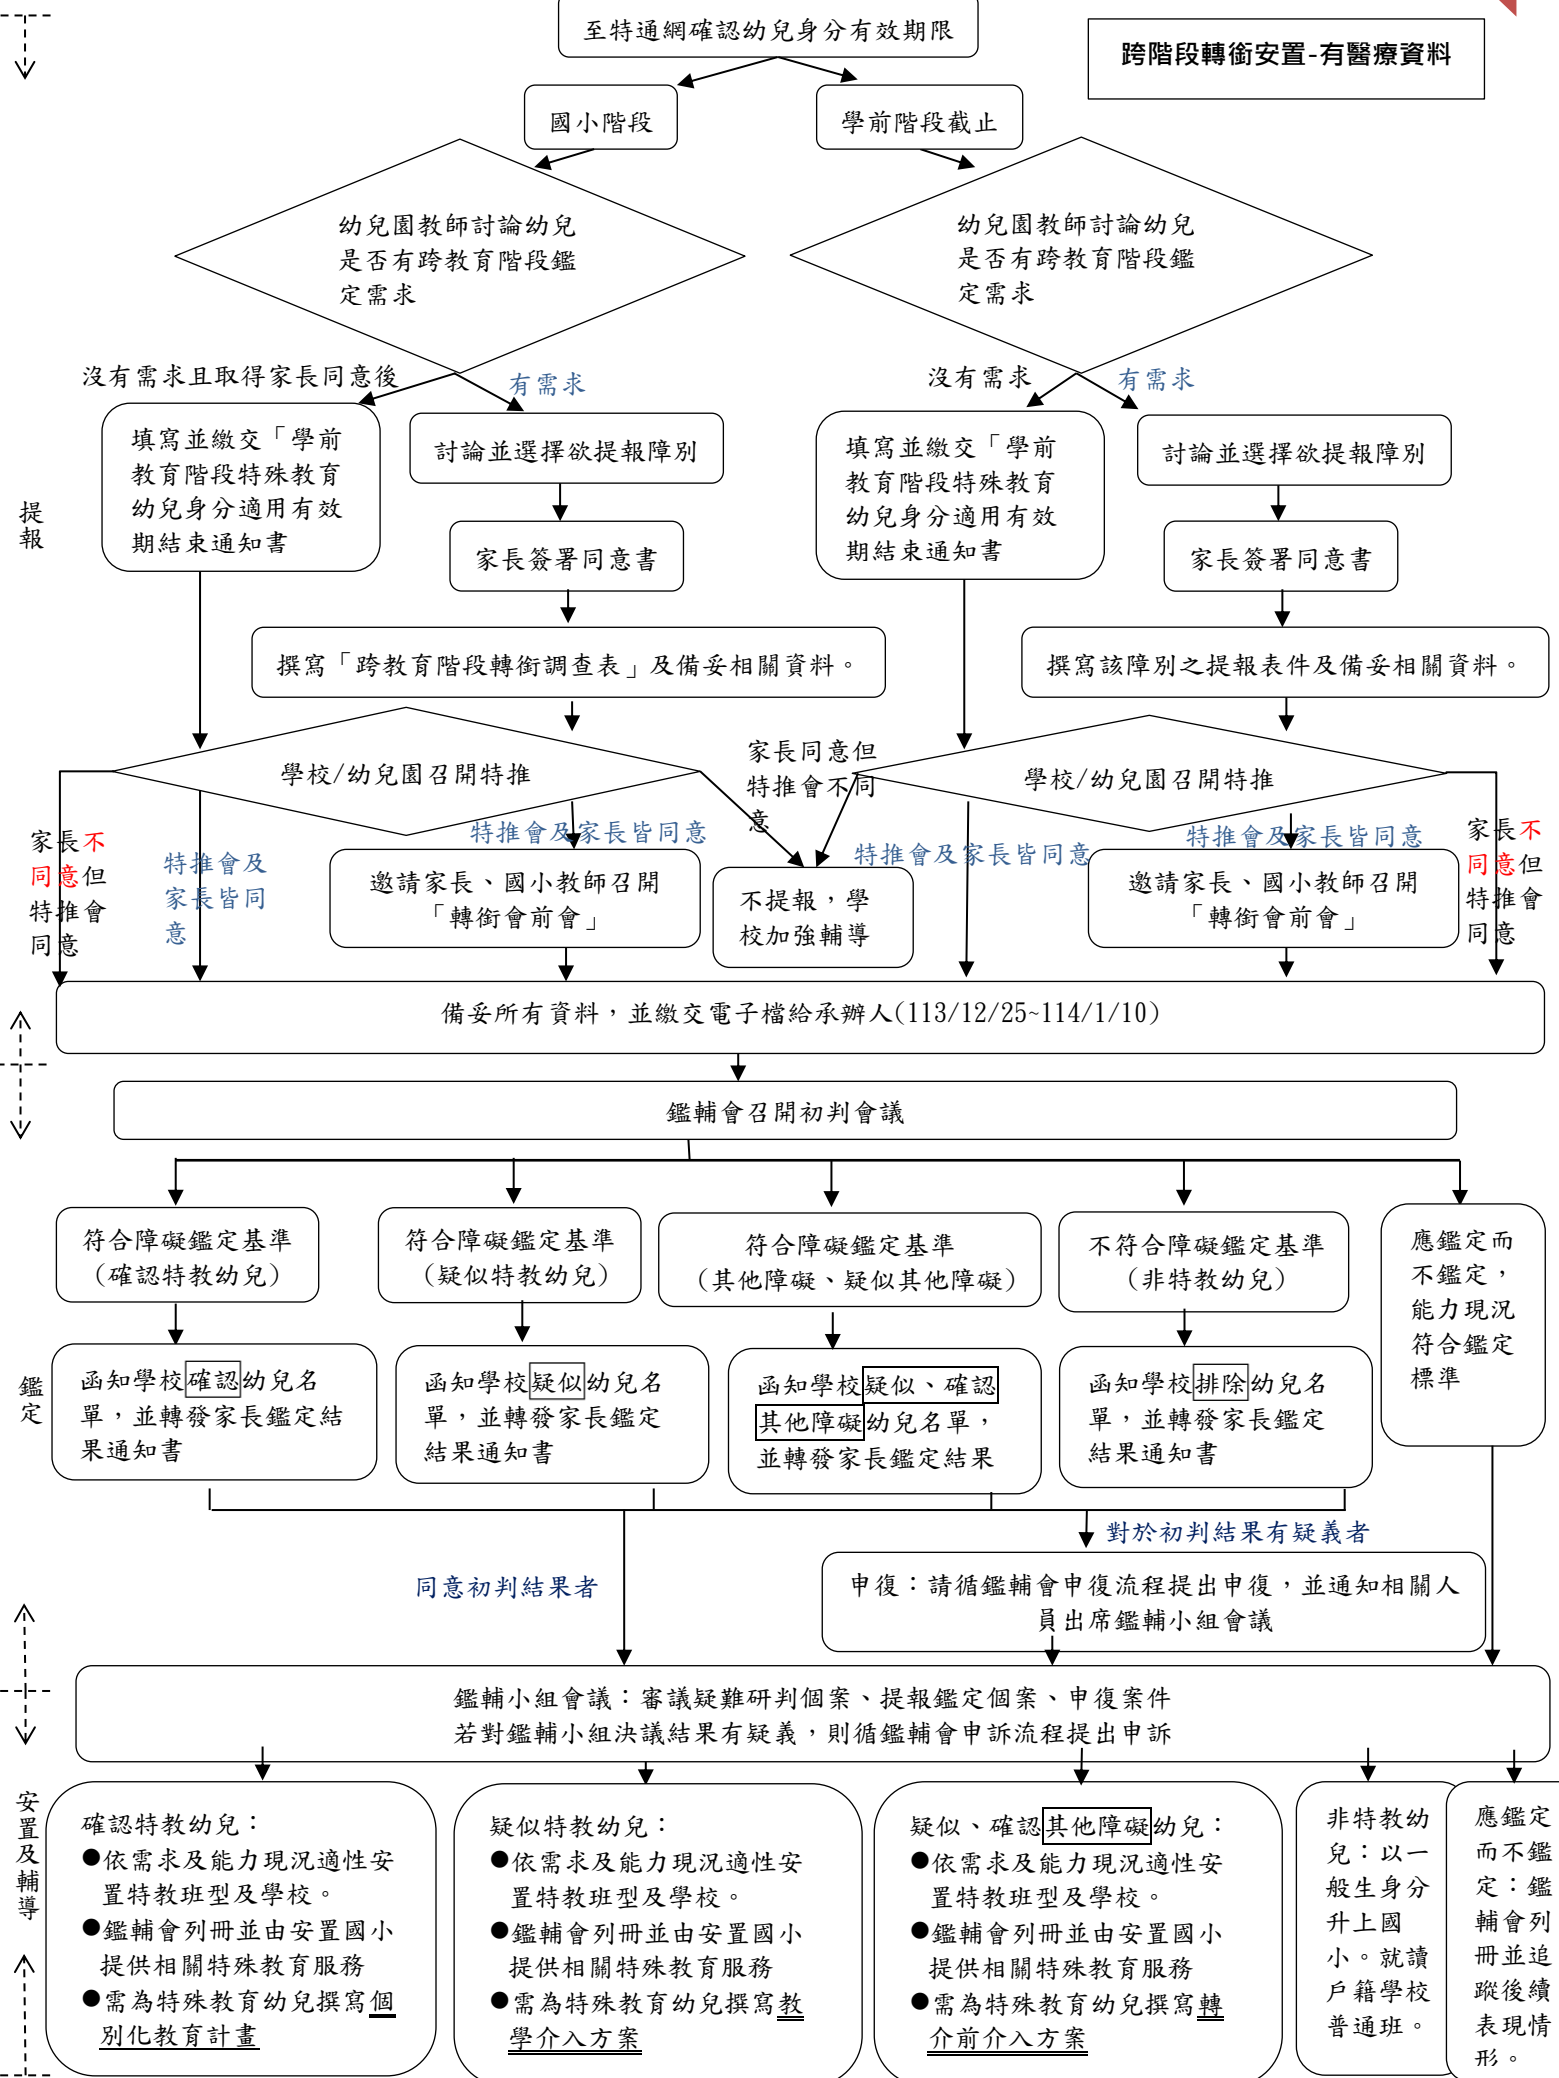 至特通網確認幼兒身分有效期限
跨階段轉銜安置-有醫療資料
國小階段
學前階段截止
幼兒園教師討論幼兒
是否有跨教育階段鑑
定需求
幼兒園教師討論幼兒
是否有跨教育階段鑑
定需求
沒有需求且取得家長同意後
有需求
沒有需求
有需求
填寫並繳交「學前
教育階段特殊教育
幼兒身分適用有效
期結束通知書
討論並選擇欲提報障別
填寫並繳交「學前
教育階段特殊教育
幼兒身分適用有效
期結束通知書
討論並選擇欲提報障別
提報
家長簽署同意書
家長簽署同意書
撰寫「跨教育階段轉銜調查表」及備妥相關資料。
撰寫該障別之提報表件及備妥相關資料。
學校/幼兒園召開特推
家長同意但
特推會不同
意
學校/幼兒園召開特推
家長不
同意但
特推會
同意
特推會及
家長皆同
意
特推會及家長皆同意
特推會及家長皆同意
特推會及家長皆同意
家長不
同意但
特推會
同意
邀請家長、國小教師召開
「轉銜會前會」
不提報，學
校加強輔導
邀請家長、國小教師召開
「轉銜會前會」
備妥所有資料，並繳交電子檔給承辦人(113/12/25~114/1/10)
鑑輔會召開初判會議
符合障礙鑑定基準
(確認特教幼兒)
符合障礙鑑定基準
(疑似特教幼兒)
符合障礙鑑定基準
(其他障礙、疑似其他障礙)
不符合障礙鑑定基準
(非特教幼兒)
應鑑定而
不鑑定，
能力現況
符合鑑定
標準
鑑定
函知學校確認幼兒名
單，並轉發家長鑑定結
果通知書
函知學校疑似幼兒名
單，並轉發家長鑑定
結果通知書
函知學校疑似、確認
其他障礙幼兒名單，
並轉發家長鑑定結果
函知學校排除幼兒名
單，並轉發家長鑑定
結果通知書
對於初判結果有疑義者
同意初判結果者
申復：請循鑑輔會申復流程提出申復，並通知相關人
員出席鑑輔小組會議
鑑輔小組會議：審議疑難研判個案、提報鑑定個案、申復案件
若對鑑輔小組決議結果有疑義，則循鑑輔會申訴流程提出申訴
安置及輔導
確認特教幼兒：
●依需求及能力現況適性安
置特教班型及學校。
●鑑輔會列冊並由安置國小
提供相關特殊教育服務
●需為特殊教育幼兒撰寫個
別化教育計畫
疑似特教幼兒：
●依需求及能力現況適性安
置特教班型及學校。
●鑑輔會列冊並由安置國小
提供相關特殊教育服務
●需為特殊教育幼兒撰寫教
學介入方案
疑似、確認其他障礙幼兒：
●依需求及能力現況適性安
置特教班型及學校。
●鑑輔會列冊並由安置國小
提供相關特殊教育服務
●需為特殊教育幼兒撰寫轉
介前介入方案
非特教幼
兒：以一
般生身分
升上國
小。就讀
戶籍學校
普通班。
應鑑定
而不鑑
定：鑑
輔會列
冊並追
蹤後續
表現情
形。